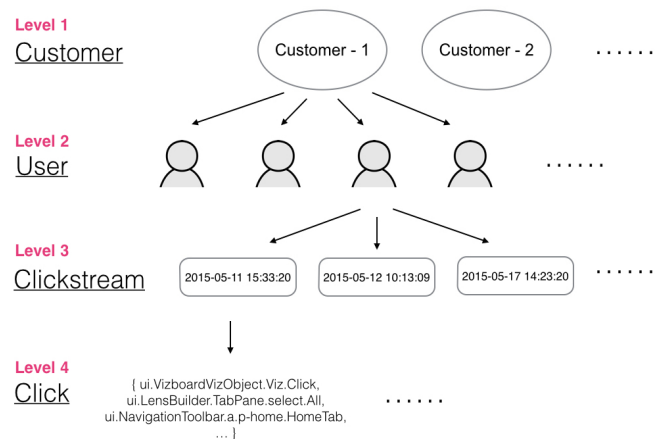 Level 1
Customer
Customer - 1
Customer - 2
......
Level 2
User
......
Level 3
Clickstream
2015-05-11 15:33:20
2015-05-12 10:13:09
2015-05-17 14:23:20
......
Level 4
Click
{ ui.VizboardVizObject.Viz.Click,
ui.LensBuilder.TabPane.select.All,
ui.NavigationToolbar.a.p-home.HomeTab,
... }
......